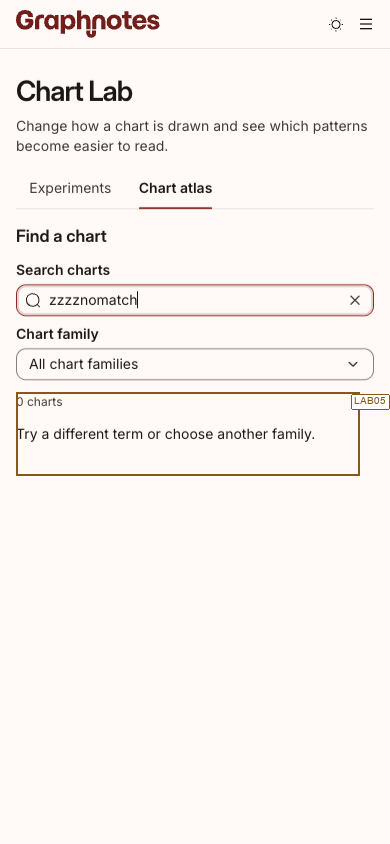 Graphnotes
Chart Lab
Change how a chart is drawn and see which patterns
become easier to read.
Experiments
Chart atlas
Find a chart
Search charts
zzzznomatch
Chart family
All chart families
0 charts
LAB05
Try a different term or choose another family.